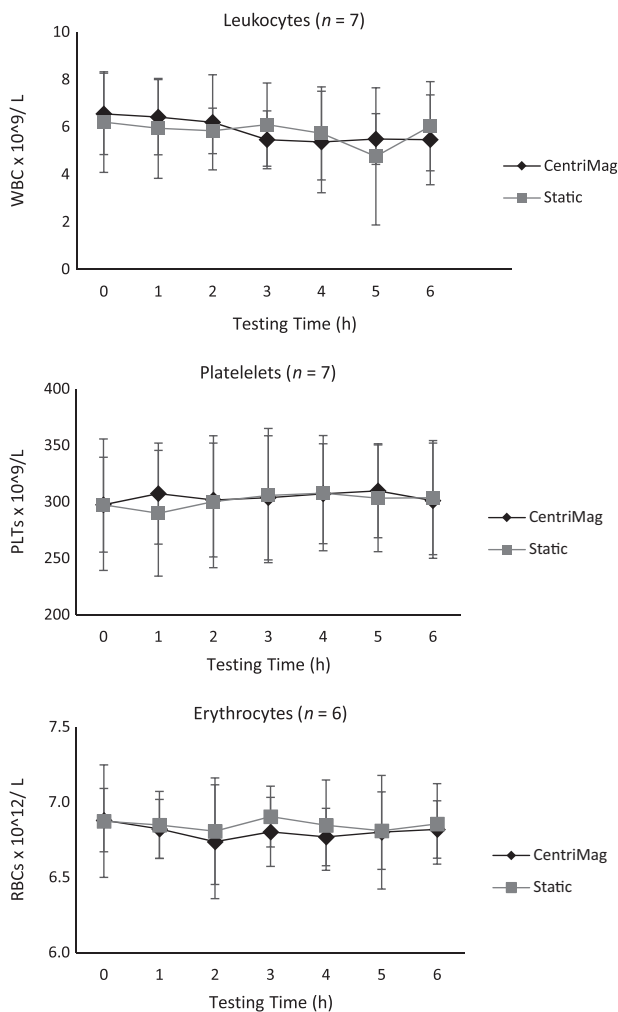 Leukocytes (n = 7)
10
8
6
4
2
0
WBC x 10^9/ L
0 1 2 3 4 5 6
Testing Time (h)
CentriMag
Static
Platelelets (n = 7)
400
350
300
250
200
PLTs x 10^9/L
0 1 2 3 4 5 6
Testing Time (h)
CentriMag
Static
Erythrocytes (n = 6)
7.5
7.0
6.5
6.0
RBCs x 10^12/ L
0 1 2 3 4 5 6
Testing Time (h)
CentriMag
Static